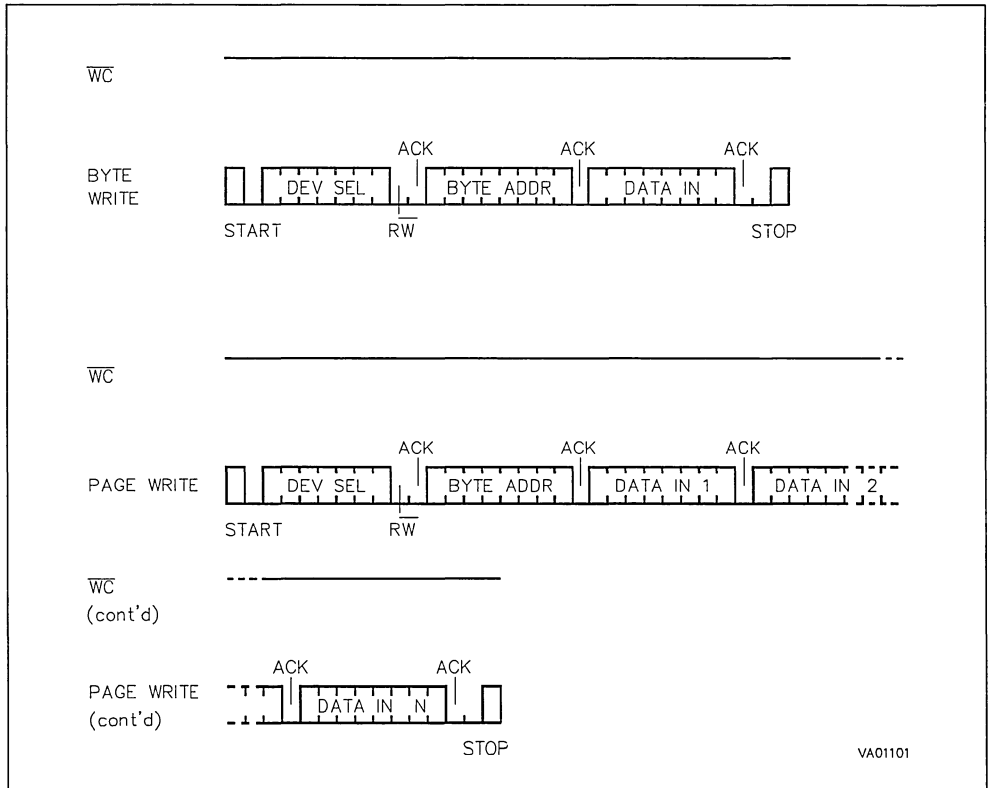 WC
ACK ACK ACK
BYTE
WRITE
DEV SEL BYTE ADDR DATA IN
START RW STOP
WC
ACK ACK ACK
PAGE WRITE DEV SEL BYTE ADDR DATA IN 1 DATA IN 2
START RW
WC
(cont'd)
ACK ACK
PAGE WRITE
(cont'd)
DATA IN N
STOP
VA01101